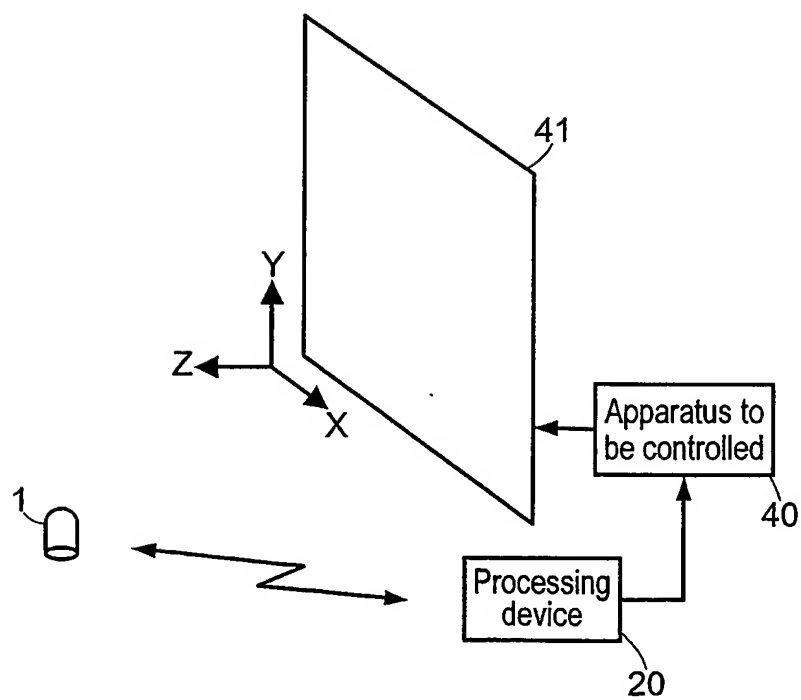 41
Y
Z
X
Apparatus to
be controlled
40
1
Processing
device
20